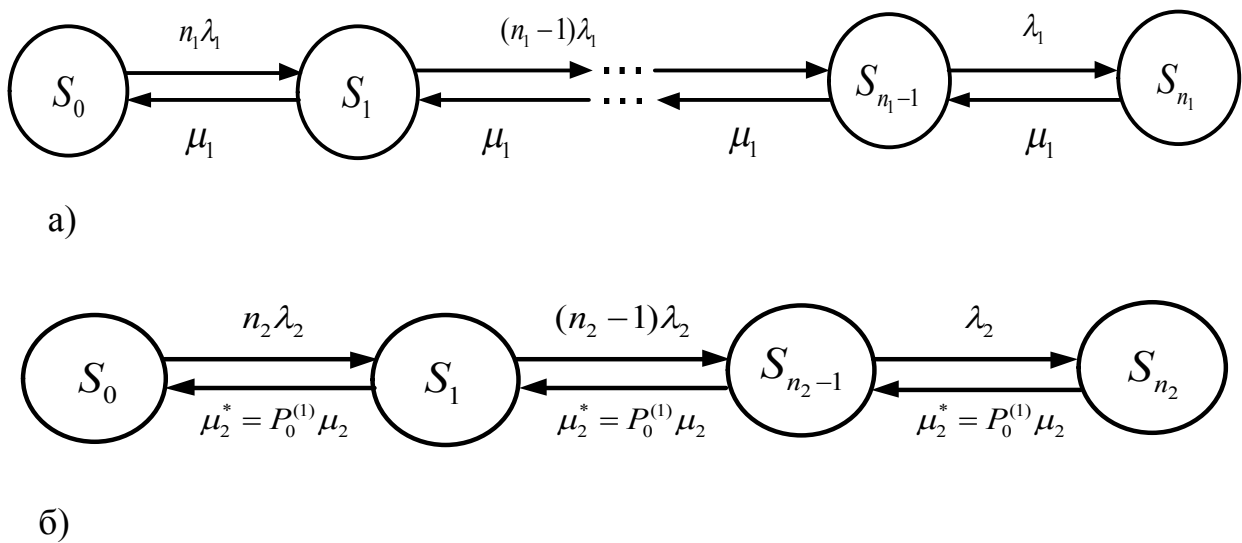 n₁λ₁ (n₁−1)λ₁ λ₁
S₀ S₁ ... ... S_{n₁−1} S_{n₁}
μ₁ μ₁ μ₁ μ₁
а)
n₂λ₂ (n₂−1)λ₂ λ₂
S₀ S₁ S_{n₂−1} S_{n₂}
μ₂* = P₀⁽¹⁾μ₂ μ₂* = P₀⁽¹⁾μ₂ μ₂* = P₀⁽¹⁾μ₂
б)